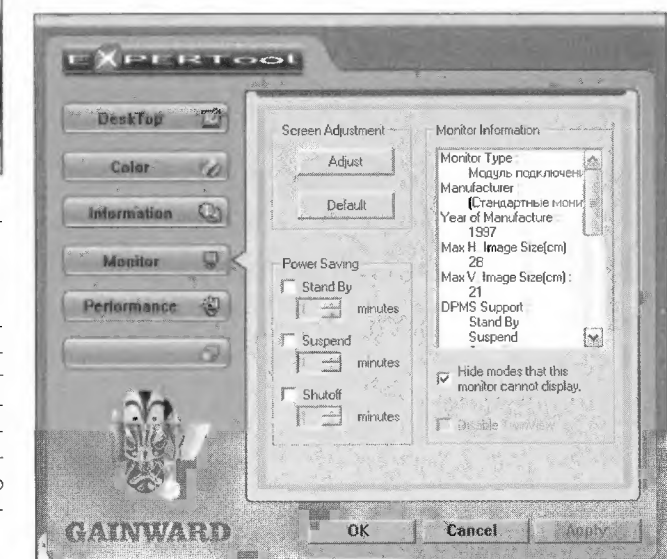 EXPERTool
DeskTop
Color
Information
Monitor
Performance
Screen Adjustment
Adjust
Default
Power Saving
Stand By
minutes
Suspend
minutes
Shutoff
minutes
Monitor Information
Monitor Type :
Модуль подключени
Manufacturer :
(Стандартные мони
Year of Manufacture :
1997
Max H. Image Size(cm) :
28
Max V. Image Size(cm) :
21
DPMS Support :
Stand By
Suspend
Hide modes that this
monitor cannot display.
Disable TwinView
GAINWARD
OK
Cancel
Apply